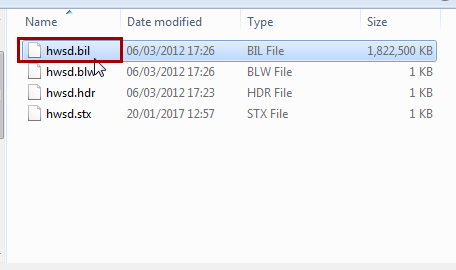 Name Date modified Type Size
hwsd.bil 06/03/2012 17:26 BIL File 1,822,500 KB
hwsd.blw 06/03/2012 17:26 BLW File 1 KB
hwsd.hdr 06/03/2012 17:23 HDR File 1 KB
hwsd.stx 20/01/2017 12:57 STX File 1 KB